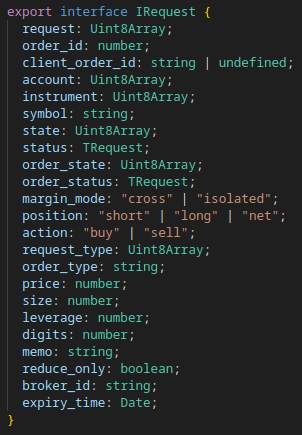 export interface IRequest {
  request: Uint8Array;
  order_id: number;
  client_order_id: string | undefined;
  account: Uint8Array;
  instrument: Uint8Array;
  symbol: string;
  state: Uint8Array;
  status: TRequest;
  order_state: Uint8Array;
  order_status: TRequest;
  margin_mode: "cross" | "isolated";
  position: "short" | "long" | "net";
  action: "buy" | "sell";
  request_type: Uint8Array;
  order_type: string;
  price: number;
  size: number;
  leverage: number;
  digits: number;
  memo: string;
  reduce_only: boolean;
  broker_id: string;
  expiry_time: Date;
}